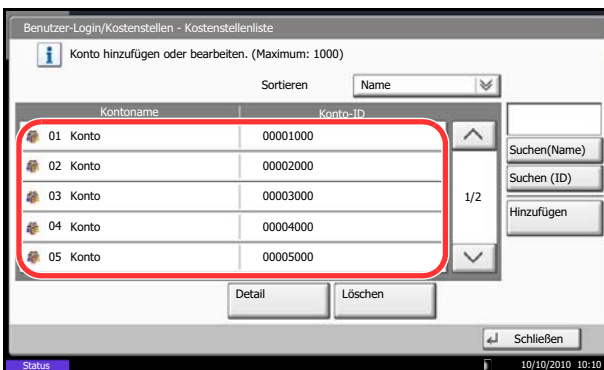 Benutzer-Login/Kostenstellen - Kostenstellenliste
Konto hinzufügen oder bearbeiten. (Maximum: 1000)
Sortieren Name
Kontoname Konto-ID
01 Konto 00001000
02 Konto 00002000
03 Konto 00003000
04 Konto 00004000
05 Konto 00005000
1/2
Suchen(Name)
Suchen (ID)
Hinzufügen
Detail Löschen
Schließen
Status 10/10/2010 10:10